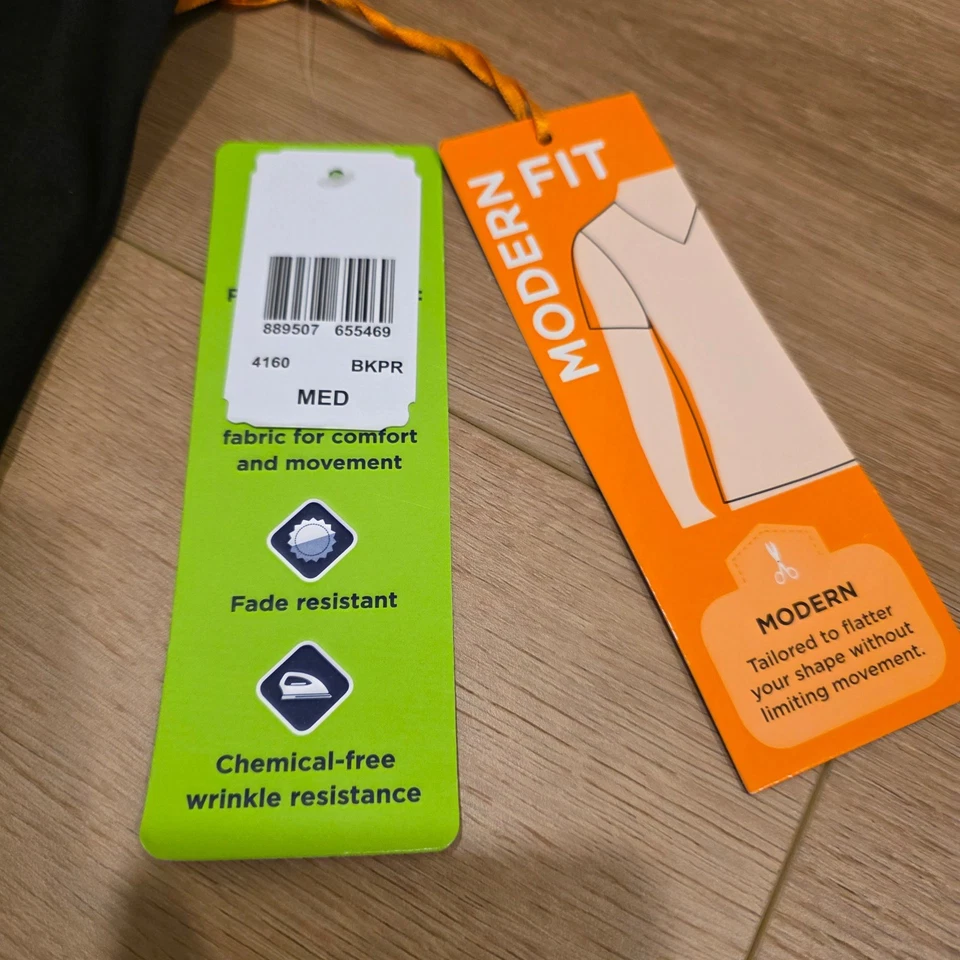 889507 655469
4160 BKPR
MED
fabric for comfort
and movement
Fade resistant
Chemical-free
wrinkle resistance
MODERN
FIT
MODERN
Tailored to flatter
your shape without
limiting movement.